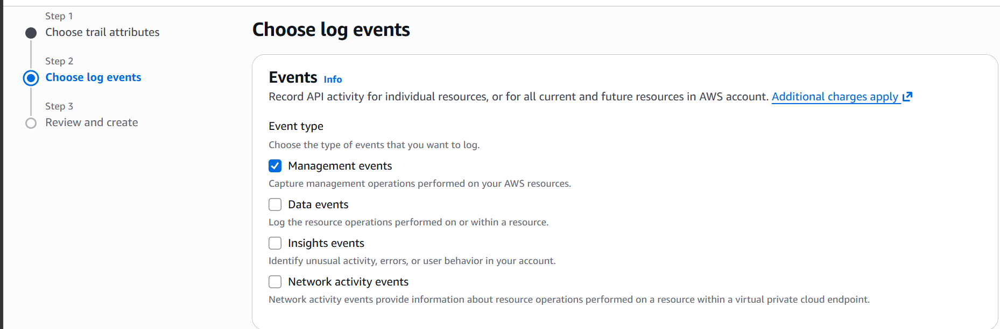 Step 1
Choose trail attributes
Step 2
Choose log events
Step 3
Review and create
Choose log events
Events Info
Record API activity for individual resources, or for all current and future resources in AWS account. Additional charges apply
Event type
Choose the type of events that you want to log.
Management events
Capture management operations performed on your AWS resources.
Data events
Log the resource operations performed on or within a resource.
Insights events
Identify unusual activity, errors, or user behavior in your account.
Network activity events
Network activity events provide information about resource operations performed on a resource within a virtual private cloud endpoint.